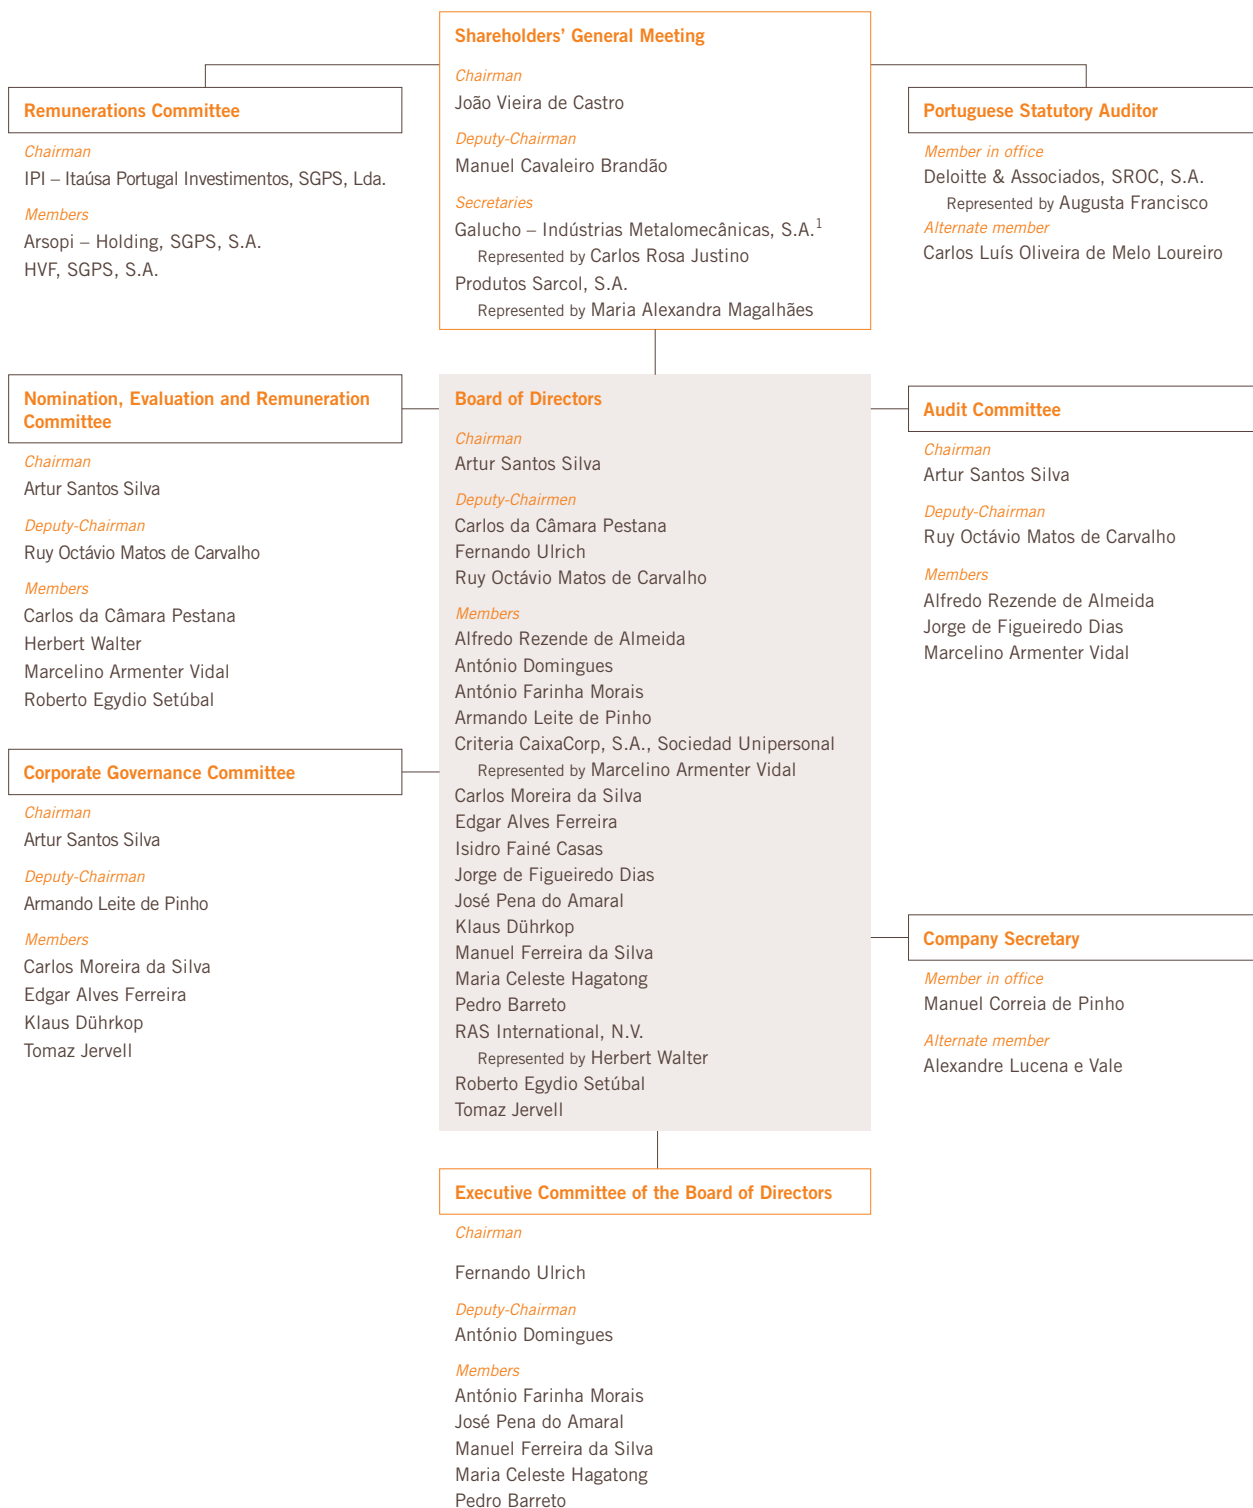 Shareholders' General Meeting
Chairman
João Vieira de Castro
Deputy-Chairman
Manuel Cavaleiro Brandão
Secretaries
Galucho – Indústrias Metalomecânicas, S.A.1
Represented by Carlos Rosa Justino
Produtos Sarcol, S.A.
Represented by Maria Alexandra Magalhães
Remunerations Committee
Chairman
IPI – Itaúsa Portugal Investimentos, SGPS, Lda.
Members
Arsopi – Holding, SGPS, S.A.
HVF, SGPS, S.A.
Portuguese Statutory Auditor
Member in office
Deloitte & Associados, SROC, S.A.
Represented by Augusta Francisco
Alternate member
Carlos Luís Oliveira de Melo Loureiro
Nomination, Evaluation and Remuneration
Committee
Chairman
Artur Santos Silva
Deputy-Chairman
Ruy Octávio Matos de Carvalho
Members
Carlos da Câmara Pestana
Herbert Walter
Marcelino Armenter Vidal
Roberto Egydio Setúbal
Corporate Governance Committee
Chairman
Artur Santos Silva
Deputy-Chairman
Armando Leite de Pinho
Members
Carlos Moreira da Silva
Edgar Alves Ferreira
Klaus Dührkop
Tomaz Jervell
Board of Directors
Chairman
Artur Santos Silva
Deputy-Chairmen
Carlos da Câmara Pestana
Fernando Ulrich
Ruy Octávio Matos de Carvalho
Members
Alfredo Rezende de Almeida
António Domingues
António Farinha Morais
Armando Leite de Pinho
Criteria CaixaCorp, S.A., Sociedad Unipersonal
Represented by Marcelino Armenter Vidal
Carlos Moreira da Silva
Edgar Alves Ferreira
Isidro Fainé Casas
Jorge de Figueiredo Dias
José Pena do Amaral
Klaus Dührkop
Manuel Ferreira da Silva
Maria Celeste Hagatong
Pedro Barreto
RAS International, N.V.
Represented by Herbert Walter
Roberto Egydio Setúbal
Tomaz Jervell
Audit Committee
Chairman
Artur Santos Silva
Deputy-Chairman
Ruy Octávio Matos de Carvalho
Members
Alfredo Rezende de Almeida
Jorge de Figueiredo Dias
Marcelino Armenter Vidal
Company Secretary
Member in office
Manuel Correia de Pinho
Alternate member
Alexandre Lucena e Vale
Executive Committee of the Board of Directors
Chairman
Fernando Ulrich
Deputy-Chairman
António Domingues
Members
António Farinha Morais
José Pena do Amaral
Manuel Ferreira da Silva
Maria Celeste Hagatong
Pedro Barreto